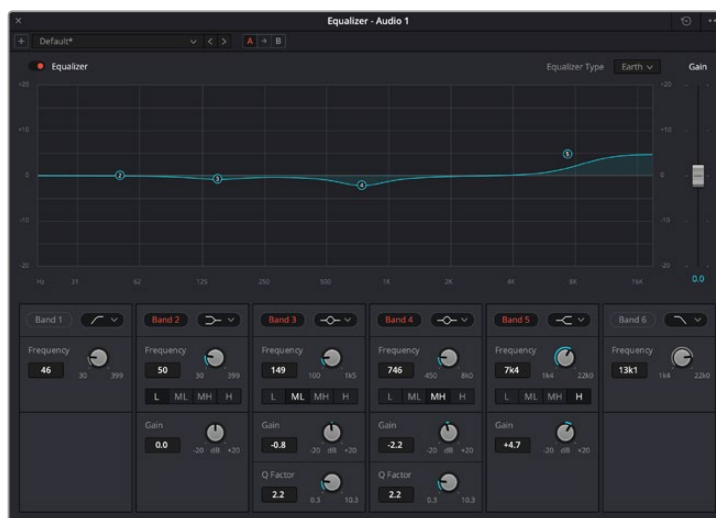 Equalizer - Audio 1
Default*
A B
Equalizer
Equalizer Type Earth Gain
+20 +20
+10 +10
0 0
-10 -10
-20 -20
Hz 31 62 125 250 500 1K 2K 4K 8K 16K
2 3 4 5
0.0
Band 1 Band 2 Band 3 Band 4 Band 5 Band 6
Frequency Frequency Frequency Frequency Frequency Frequency
46 30 399 50 30 399 149 100 1k5 746 450 8k0 7k4 1k4 22k0 13k1 1k4 22k0
L ML MH H L ML MH H L ML MH H L ML MH H
Gain Gain Gain Gain
0.0 -20 dB +20 -0.8 -20 dB +20 -2.2 -20 dB +20 +4.7 -20 dB +20
Q Factor Q Factor
2.2 0.3 10.3 2.2 0.3 10.3